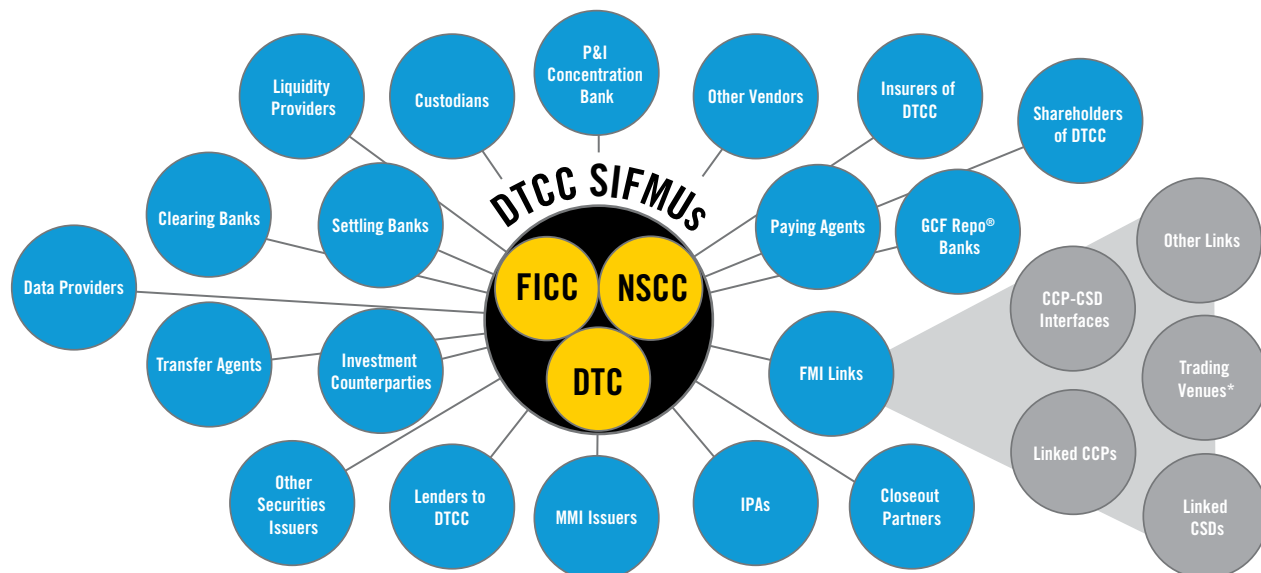 P&I
Concentration
Bank
Liquidity
Providers
Custodians
Other Vendors
Insurers of
DTCC
Shareholders
of DTCC
DTCC SIFMUs
Clearing Banks
Settling Banks
Paying Agents
GCF Repo®
Banks
Other Links
Data Providers
FICC
NSCC
CCP-CSD
Interfaces
Transfer Agents
Investment
Counterparties
DTC
FMI Links
Trading
Venues*
Linked CCPs
Other
Securities
Issuers
Lenders to
DTCC
MMI Issuers
IPAs
Closeout
Partners
Linked
CSDs